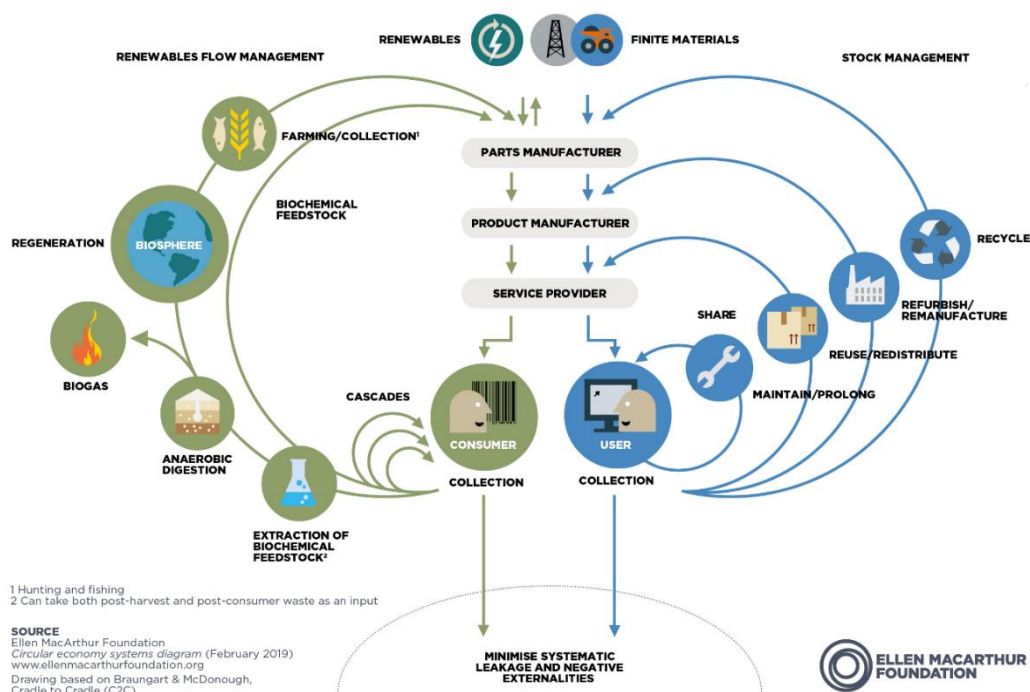 RENEWABLES
FINITE MATERIALS
RENEWABLES FLOW MANAGEMENT
STOCK MANAGEMENT
PARTS MANUFACTURER
FARMING/COLLECTION¹
BIOCHEMICAL
FEEDSTOCK
PRODUCT MANUFACTURER
REGENERATION
BIOSPHERE
RECYCLE
SERVICE PROVIDER
REFURBISH/
REMANUFACTURE
SHARE
REUSE/REDISTRIBUTE
BIOGAS
CASCADES
MAINTAIN/PROLONG
CONSUMER
USER
ANAEROBIC
DIGESTION
COLLECTION
COLLECTION
EXTRACTION OF
BIOCHEMICAL
FEEDSTOCK²
1 Hunting and fishing
2 Can take both post-harvest and post-consumer waste as an input
SOURCE
Ellen MacArthur Foundation
Circular economy systems diagram (February 2019)
www.ellenmacarthurfoundation.org
Drawing based on Braungart & McDonough,
Cradle to Cradle (C2C)
MINIMISE SYSTEMATIC
LEAKAGE AND NEGATIVE
EXTERNALITIES
ELLEN MACARTHUR
FOUNDATION